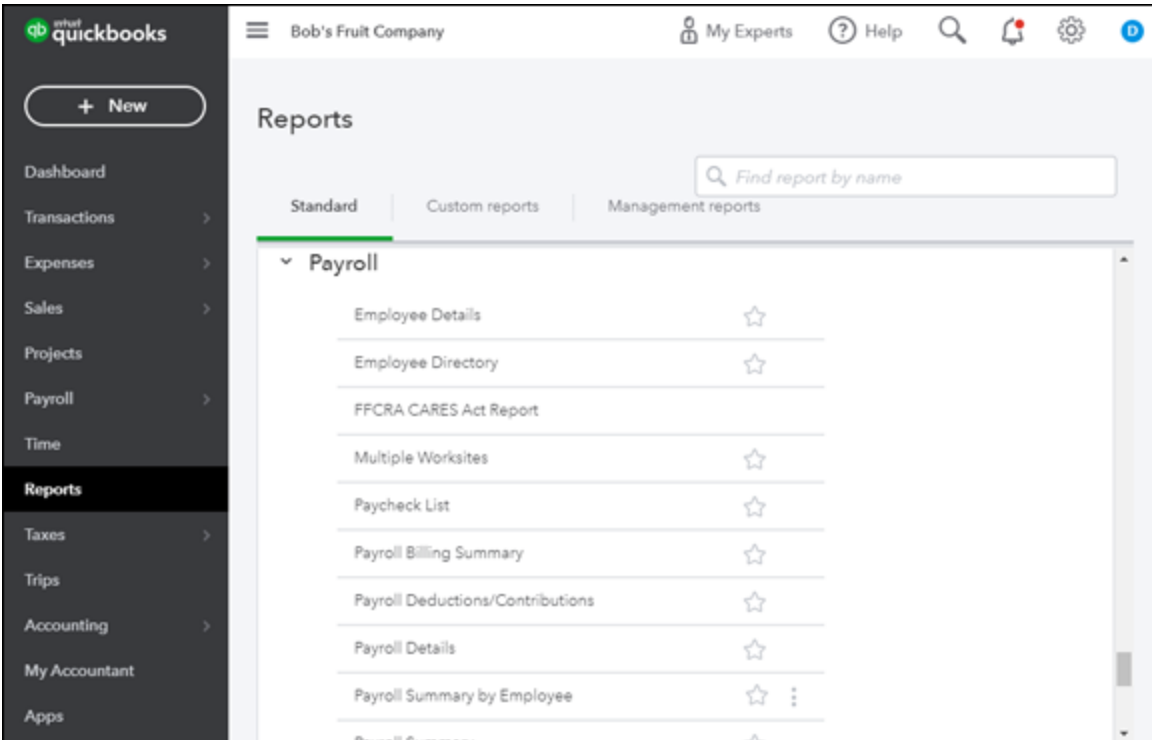 qb
intuit
quickbooks
Bob's Fruit Company
My Experts
Help
D
+ New
Reports
Find report by name
Dashboard
Transactions
Expenses
Sales
Projects
Payroll
Time
Reports
Taxes
Trips
Accounting
My Accountant
Apps
Standard
Custom reports
Management reports
Payroll
Employee Details
Employee Directory
FFCRA CARES Act Report
Multiple Worksites
Paycheck List
Payroll Billing Summary
Payroll Deductions/Contributions
Payroll Details
Payroll Summary by Employee
Payroll Summary